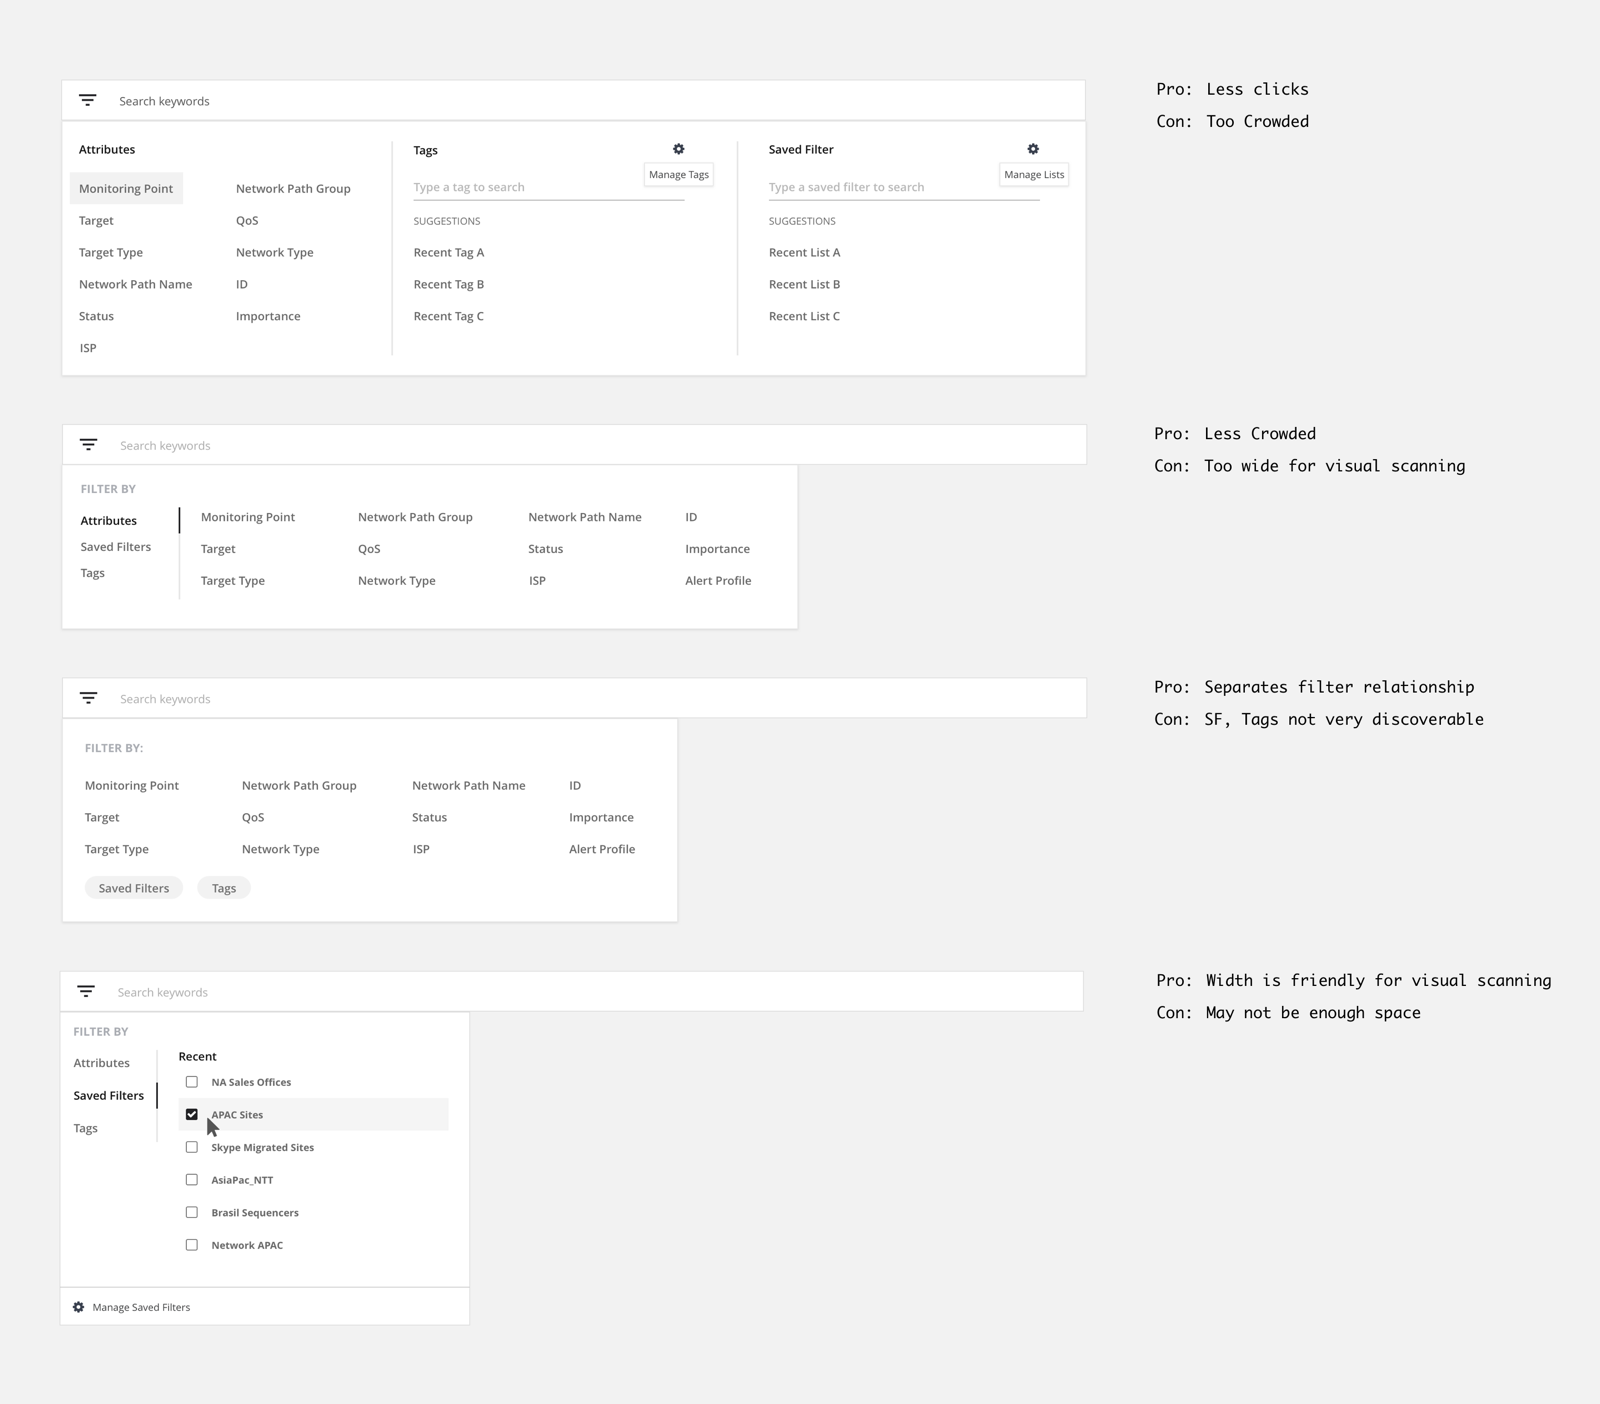 Search keywords
Pro: Less clicks
Con: Too Crowded
Attributes
Monitoring Point
Network Path Group
Target
QoS
Target Type
Network Type
Network Path Name
ID
Status
Importance
ISP
Tags
Manage Tags
Type a tag to search
SUGGESTIONS
Recent Tag A
Recent Tag B
Recent Tag C
Saved Filter
Manage Lists
Type a saved filter to search
SUGGESTIONS
Recent List A
Recent List B
Recent List C
Search keywords
Pro: Less Crowded
Con: Too wide for visual scanning
FILTER BY
Attributes
Saved Filters
Tags
Monitoring Point Network Path Group Network Path Name ID
Target QoS Status Importance
Target Type Network Type ISP Alert Profile
Search keywords
Pro: Separates filter relationship
Con: SF, Tags not very discoverable
FILTER BY:
Monitoring Point Network Path Group Network Path Name ID
Target QoS Status Importance
Target Type Network Type ISP Alert Profile
Saved Filters Tags
Search keywords
Pro: Width is friendly for visual scanning
Con: May not be enough space
FILTER BY
Attributes
Saved Filters
Tags
Recent
NA Sales Offices
APAC Sites
Skype Migrated Sites
AsiaPac_NTT
Brasil Sequencers
Network APAC
Manage Saved Filters